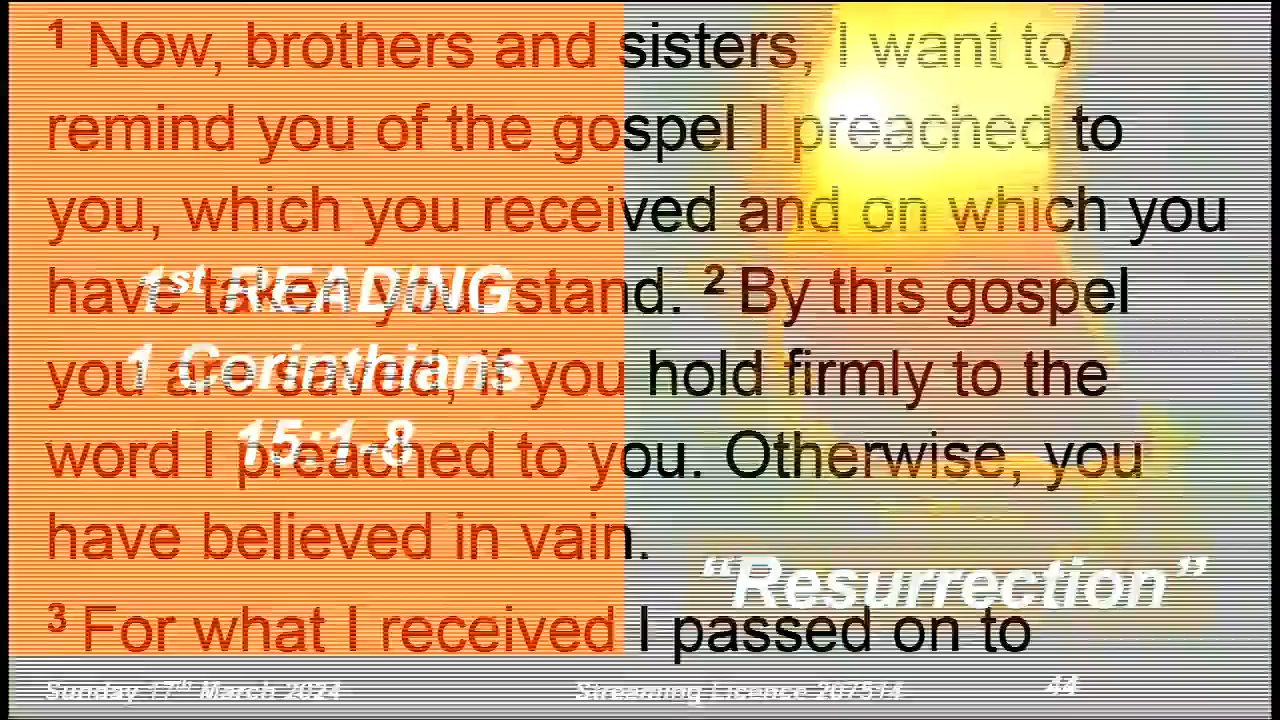 ¹ Now, brothers and sisters, I want to
remind you of the gospel I preached to
you, which you received and on which you
have taken your stand. ² By this gospel
you are saved, if you hold firmly to the
word I preached to you. Otherwise, you
have believed in vain.
³ For what I received I passed on to
1st READING
1 Corinthians
15:1-8
“Resurrection”
Sunday 17th March 2024
Streaming Licence 207514
44